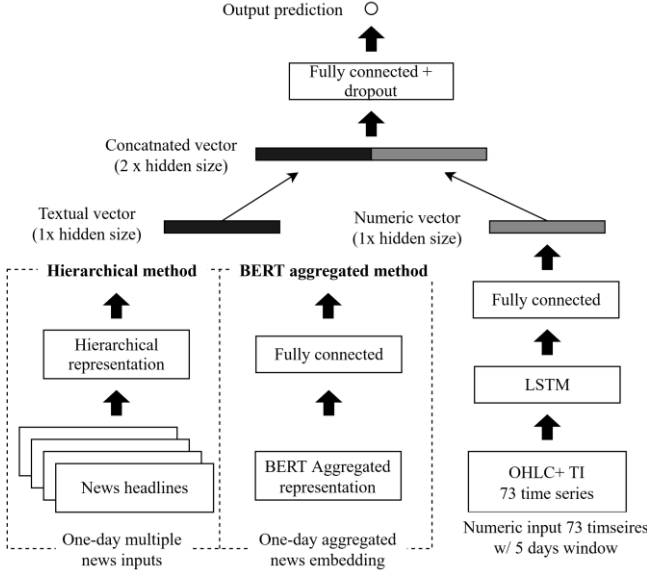 Output prediction
Fully connected +
dropout
Concatnated vector
(2 x hidden size)
Textual vector
(1x hidden size)
Numeric vector
(1x hidden size)
Hierarchical method
BERT aggregated method
Hierarchical
representation
Fully connected
Fully connected
LSTM
News headlines
BERT Aggregated
representation
OHLC+ TI
73 time series
One-day multiple
news inputs
One-day aggregated
news embedding
Numeric input 73 timseires
w/ 5 days window